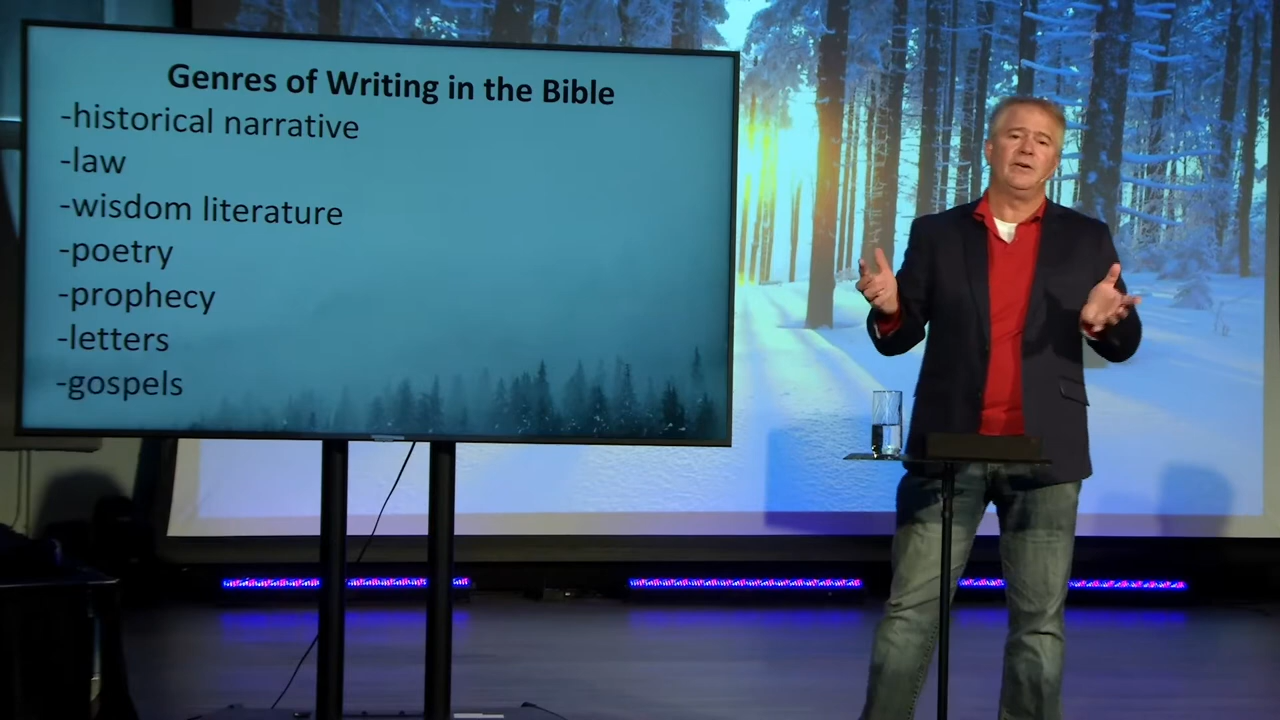 Genres of Writing in the Bible
-historical narrative
-law
-wisdom literature
-poetry
-prophecy
-letters
-gospels